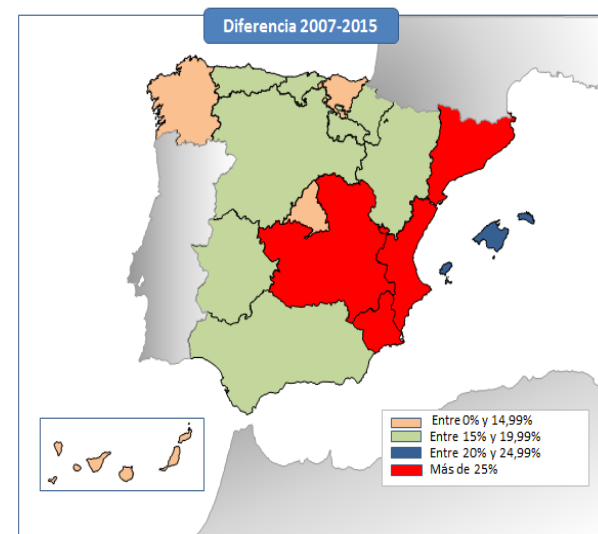 Diferencia 2007-2015
Entre 0% y 14,99%
Entre 15% y 19,99%
Entre 20% y 24,99%
Más de 25%